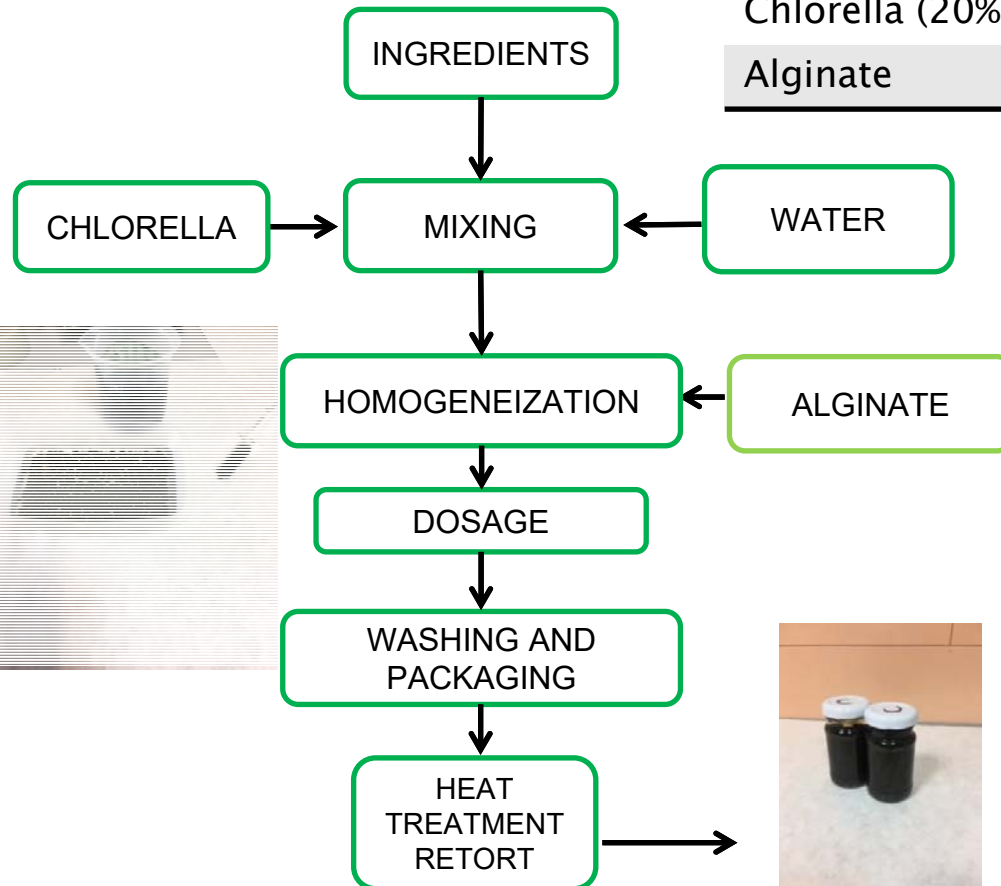 Chlorella (20%
Alginate
INGREDIENTS
CHLORELLA
MIXING
WATER
HOMOGENEIZATION
ALGINATE
DOSAGE
WASHING AND
PACKAGING
HEAT
TREATMENT
RETORT